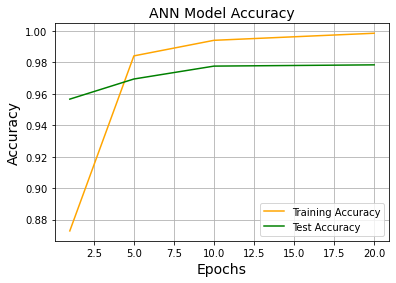 ANN Model Accuracy
1.00
0.98
0.96
0.94
0.92
0.90
0.88
Accuracy
Training Accuracy
Test Accuracy
2.5 5.0 7.5 10.0 12.5 15.0 17.5 20.0
Epochs